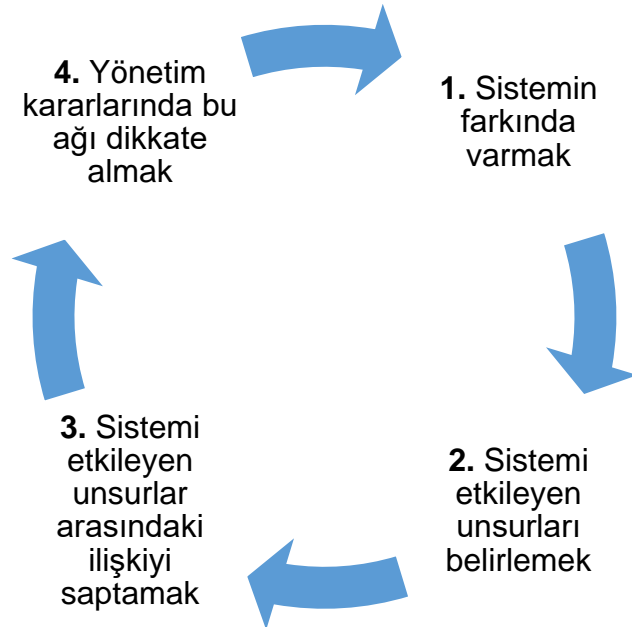 1. Sistemin
farkında
varmak
2. Sistemi
etkileyen
unsurları
belirlemek
3. Sistemi
etkileyen
unsurlar
arasındaki
ilişkiyi
saptamak
4. Yönetim
kararlarında bu
ağı dikkate
almak